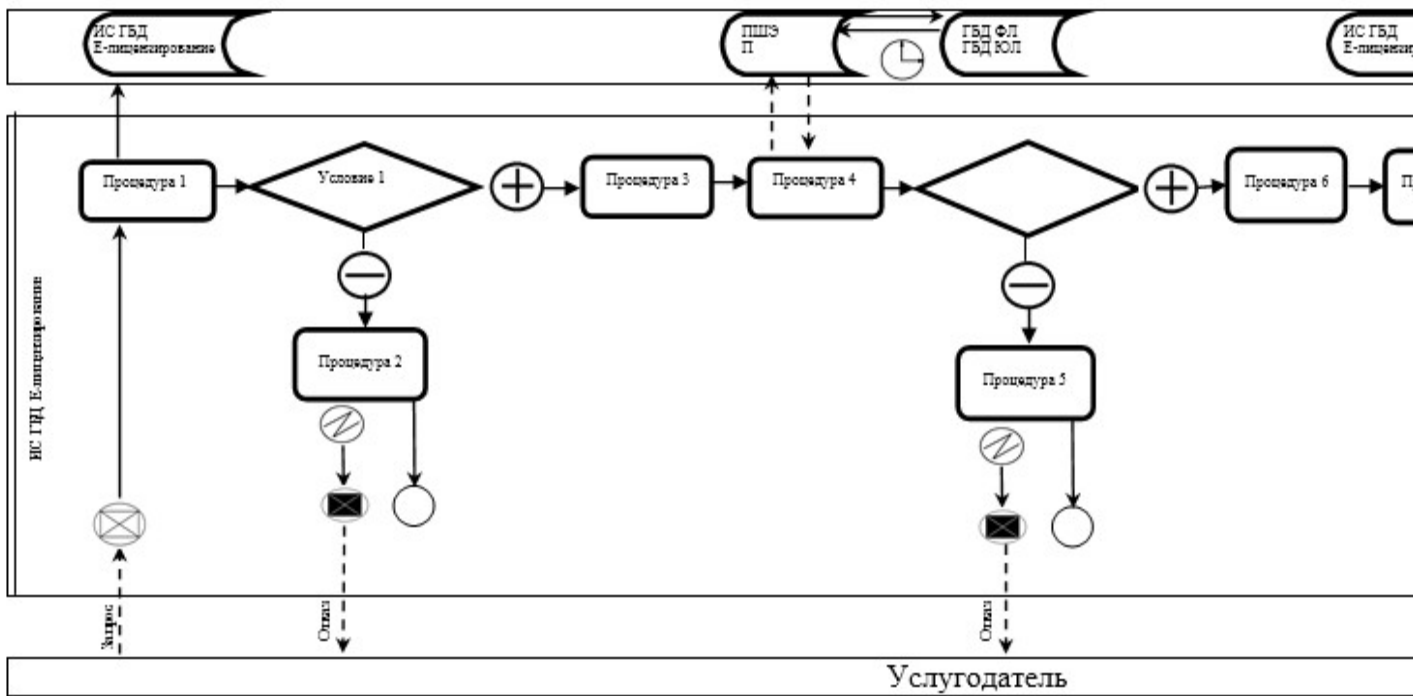 ИС ГБД
Е-лицензирование
ПШЭ
П
ГБД ФЛ
ГБД ЮЛ
ИС ГБД
Процедура 1
Условие 1
Процедура 3
Процедура 4
Процедура 6
Процедура 2
Процедура 5
ИС ГБД Е-лицензирование
Запрос
Отказ
Отказ
Услугодатель